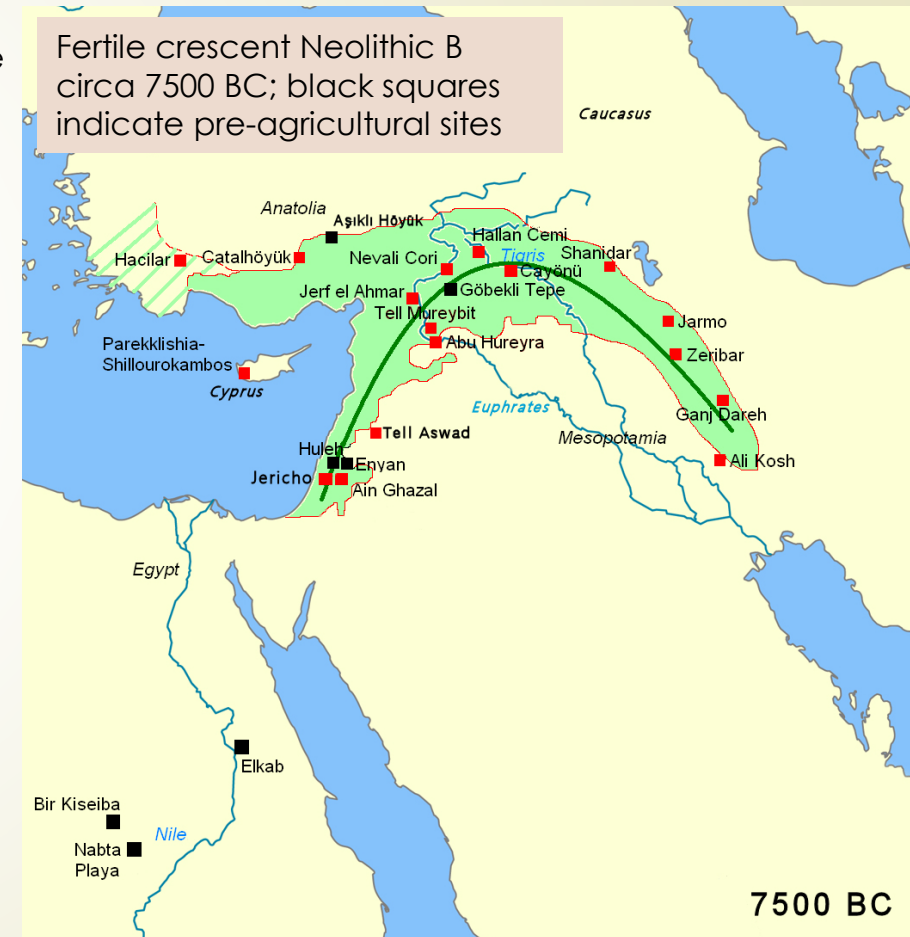 e
Fertile crescent Neolithic B
circa 7500 BC; black squares
indicate pre-agricultural sites
Caucasus
Anatolia
Aşıklı Höyük
Hallan Cemi
Hacilar
Catalhöyük
Nevali Cori
Tigris
Shanidar
Cayönü
Jerf el Ahmar
Göbekli Tepe
Tell Mureybit
Jarmo
Parekklishia-
Shillourokambos
Abu Hureyra
Zeribar
Cyprus
Euphrates
Ganj Dareh
Tell Aswad
Mesopotamia
Huleh
Enyan
Ali Kosh
Jericho
Ain Ghazal
Egypt
Elkab
Bir Kiseiba
Nile
Nabta
Playa
7500 BC